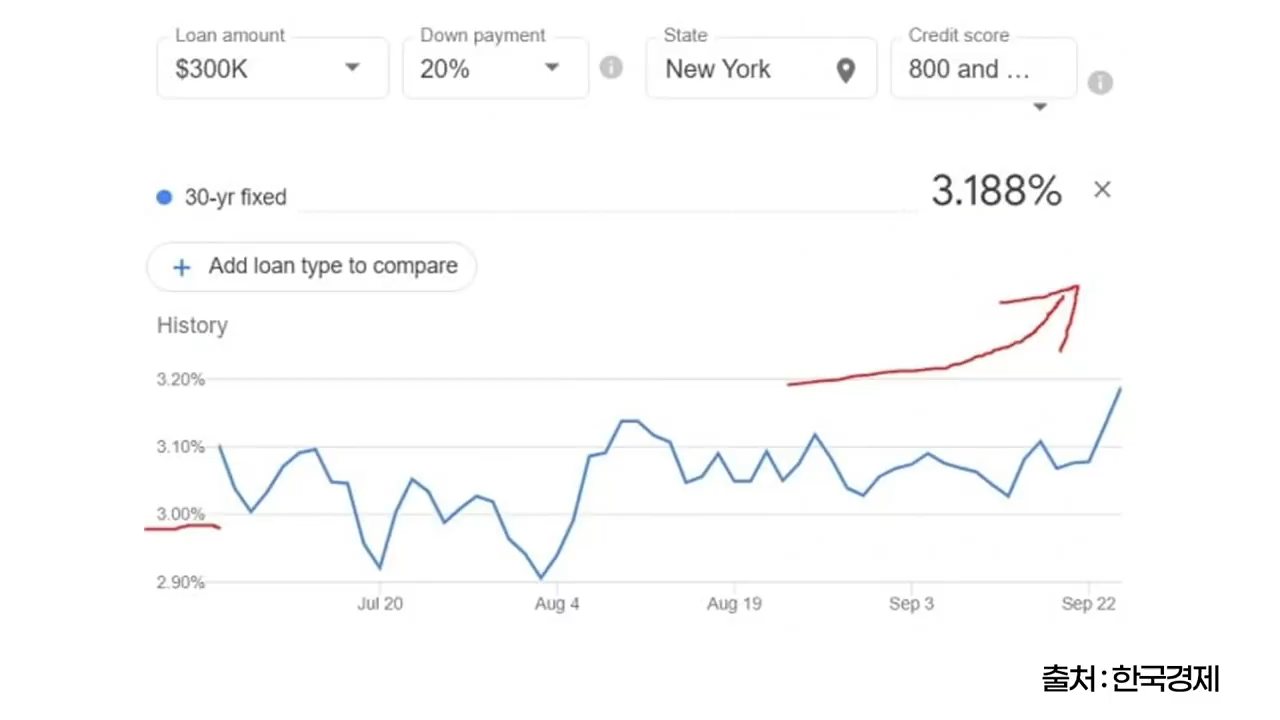 Loan amount
$300K
Down payment
20%
State
New York
Credit score
800 and ...
30-yr fixed
3.188%
Add loan type to compare
History
3.20%
3.10%
3.00%
2.90%
Jul 20
Aug 4
Aug 19
Sep 3
Sep 22
출처 : 한국경제